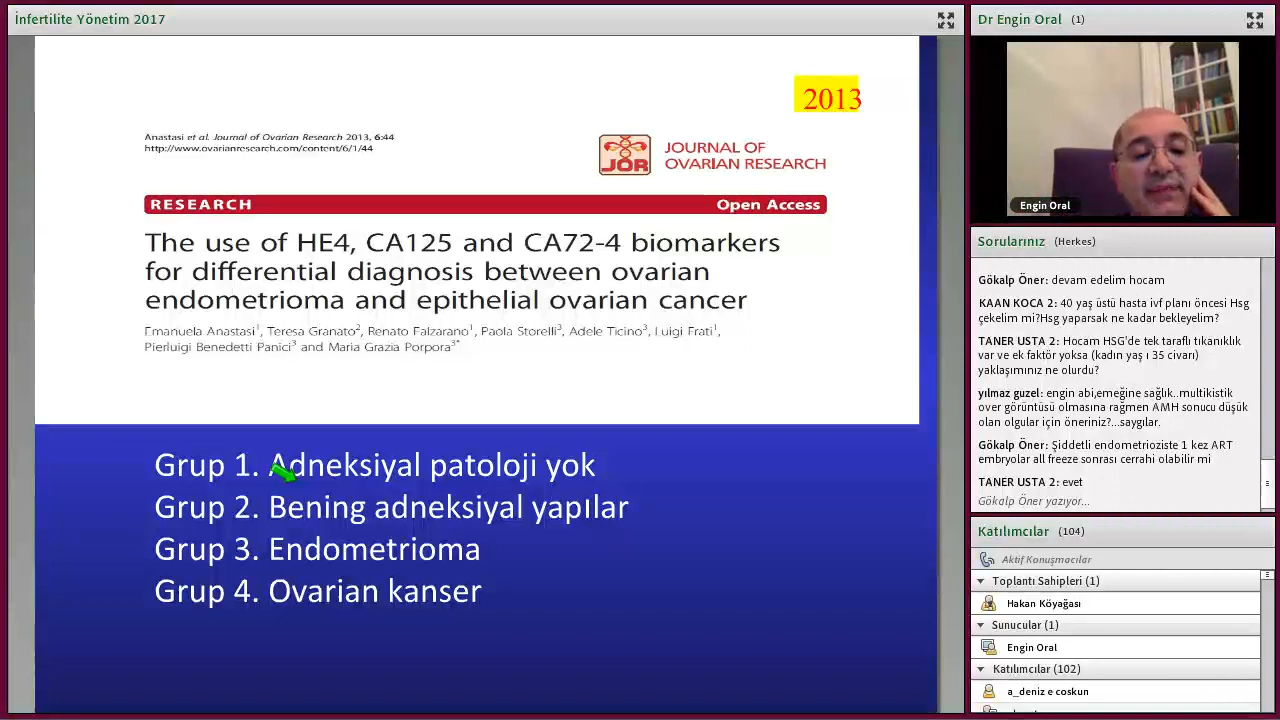 İnfertilite Yönetim 2017
2013
Anastasi et al. Journal of Ovarian Research 2013, 6:44
http://www.ovarianresearch.com/content/6/1/44
JOR
JOURNAL OF
OVARIAN RESEARCH
RESEARCH
Open Access
The use of HE4, CA125 and CA72-4 biomarkers
for differential diagnosis between ovarian
endometrioma and epithelial ovarian cancer
Emanuela Anastasi1, Teresa Granato2, Renato Falzarano1, Paola Storelli3, Adele Ticino3, Luigi Frati1,
Pierluigi Benedetti Panici3 and Maria Grazia Porpora3*
Grup 1. Adneksiyal patoloji yok
Grup 2. Bening adneksiyal yapılar
Grup 3. Endometrioma
Grup 4. Ovarian kanser
Dr Engin Oral (1)
Engin Oral
Sorularınız (Herkes)
Gökalp Öner: devam edelim hocam
KAAN KOCA 2: 40 yaş üstü hasta ivf planı öncesi Hsg
çekelim mi?Hsg yaparsak ne kadar bekleyelim?
TANER USTA 2: Hocam HSG'de tek taraflı tıkanıklık
var ve ek faktör yoksa (kadın yaş ı 35 civarı)
yaklaşımınız ne olurdu?
yılmaz guzel: engin abi,emeğine sağlık..multikistik
over görüntüsü olmasına rağmen AMH sonucu düşük
olan olgular için öneriniz?...saygılar.
Gökalp Öner: Şiddetli endometrioziste 1 kez ART
embryolar all freeze sonrası cerrahi olabilir mi
TANER USTA 2: evet
Gökalp Öner yazıyor...
Katılımcılar (104)
Aktif Konuşmacılar
Toplantı Sahipleri (1)
Hakan Köyağası
Sunucular (1)
Engin Oral
Katılımcılar (102)
a_deniz e coskun